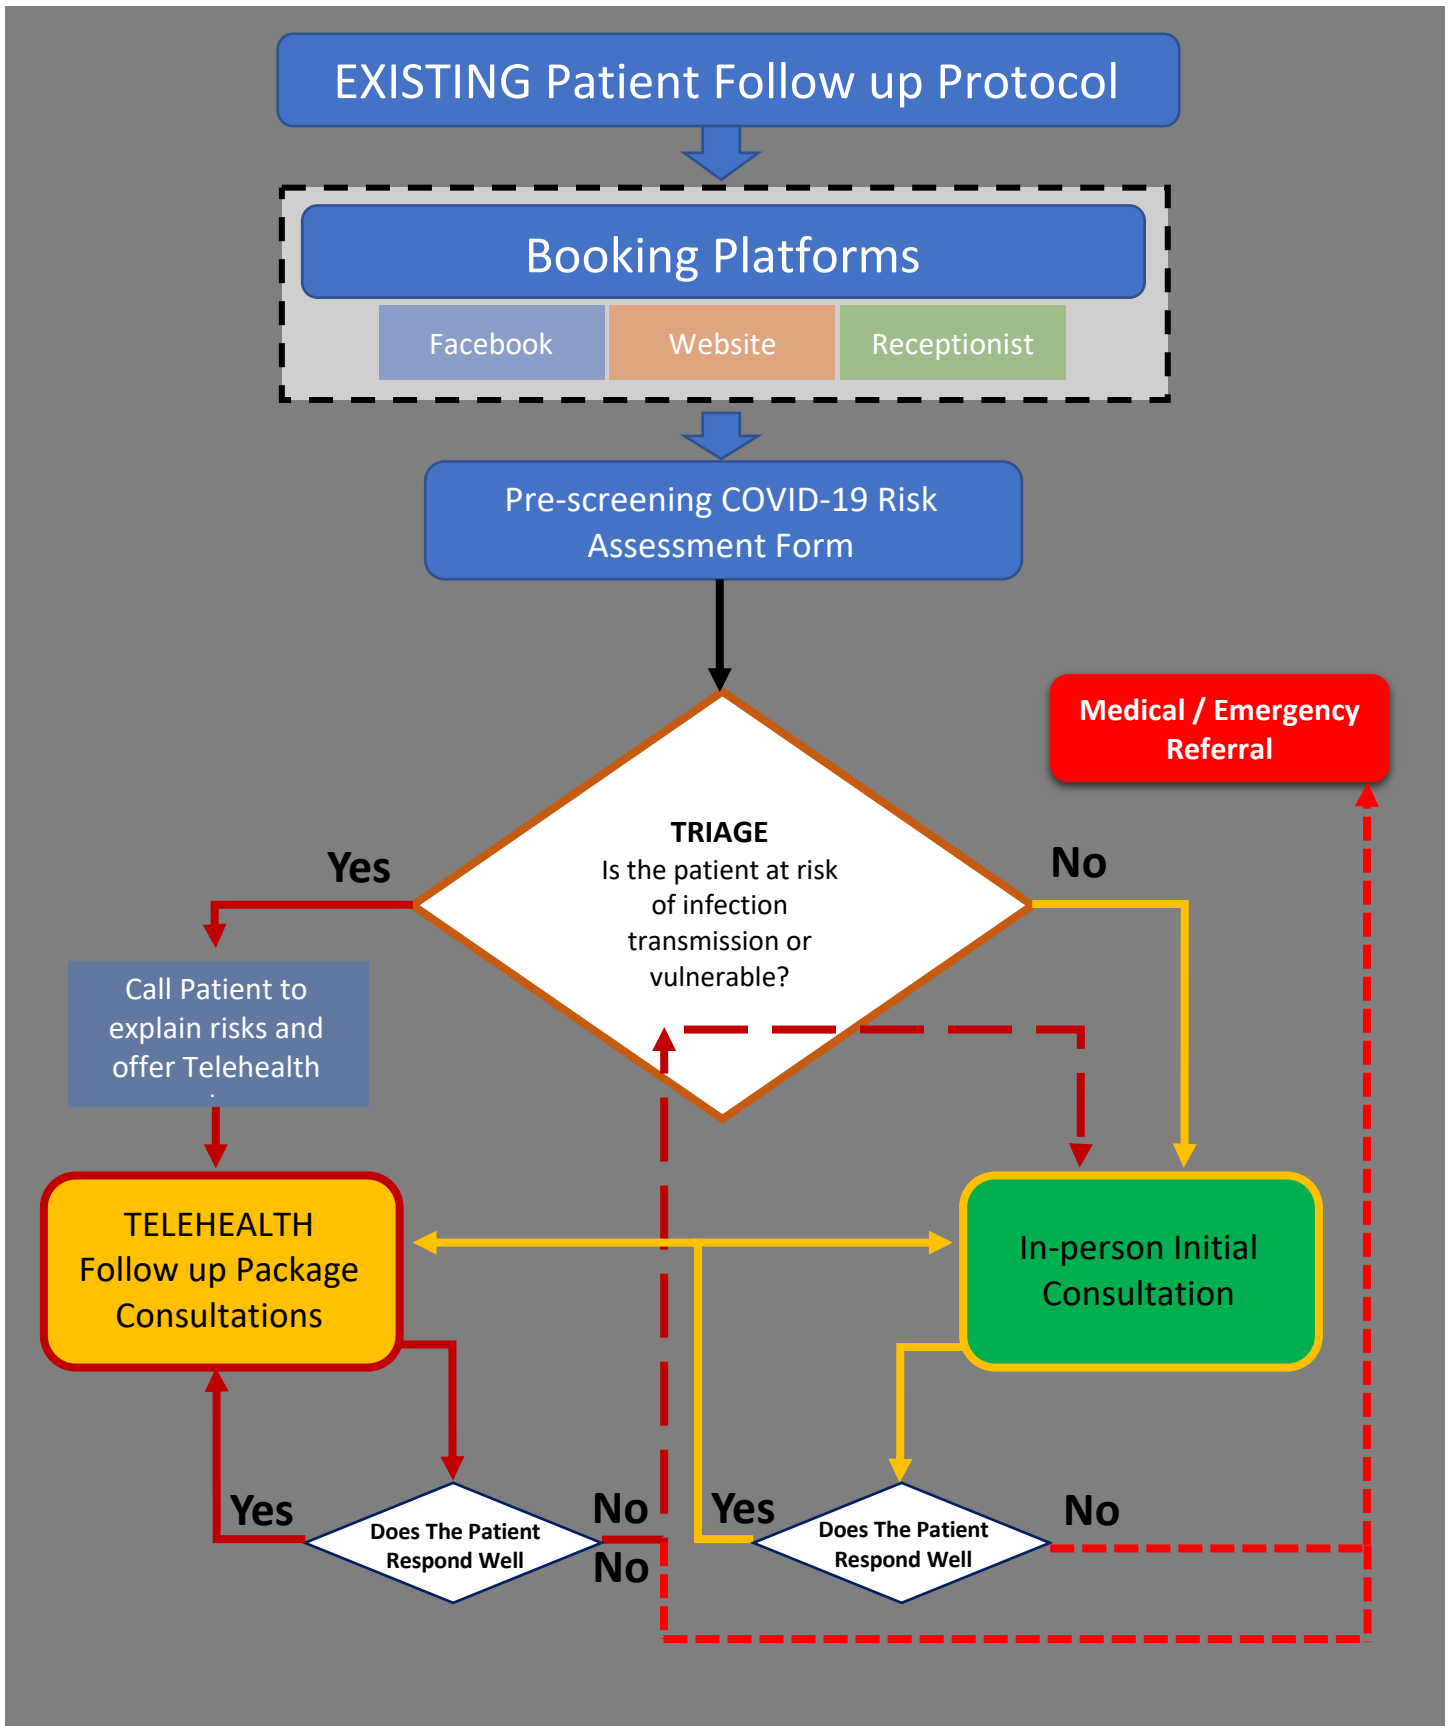 EXISTING Patient Follow up Protocol
Booking Platforms
Facebook
Website
Receptionist
Pre-screening COVID-19 Risk
Assessment Form
Medical / Emergency
Referral
TRIAGE
Is the patient at risk
of infection
transmission or
vulnerable?
Yes
No
Call Patient to
explain risks and
offer Telehealth
TELEHEALTH
Follow up Package
Consultations
In-person Initial
Consultation
Yes
Does The Patient
Respond Well
No
No
Yes
Does The Patient
Respond Well
No